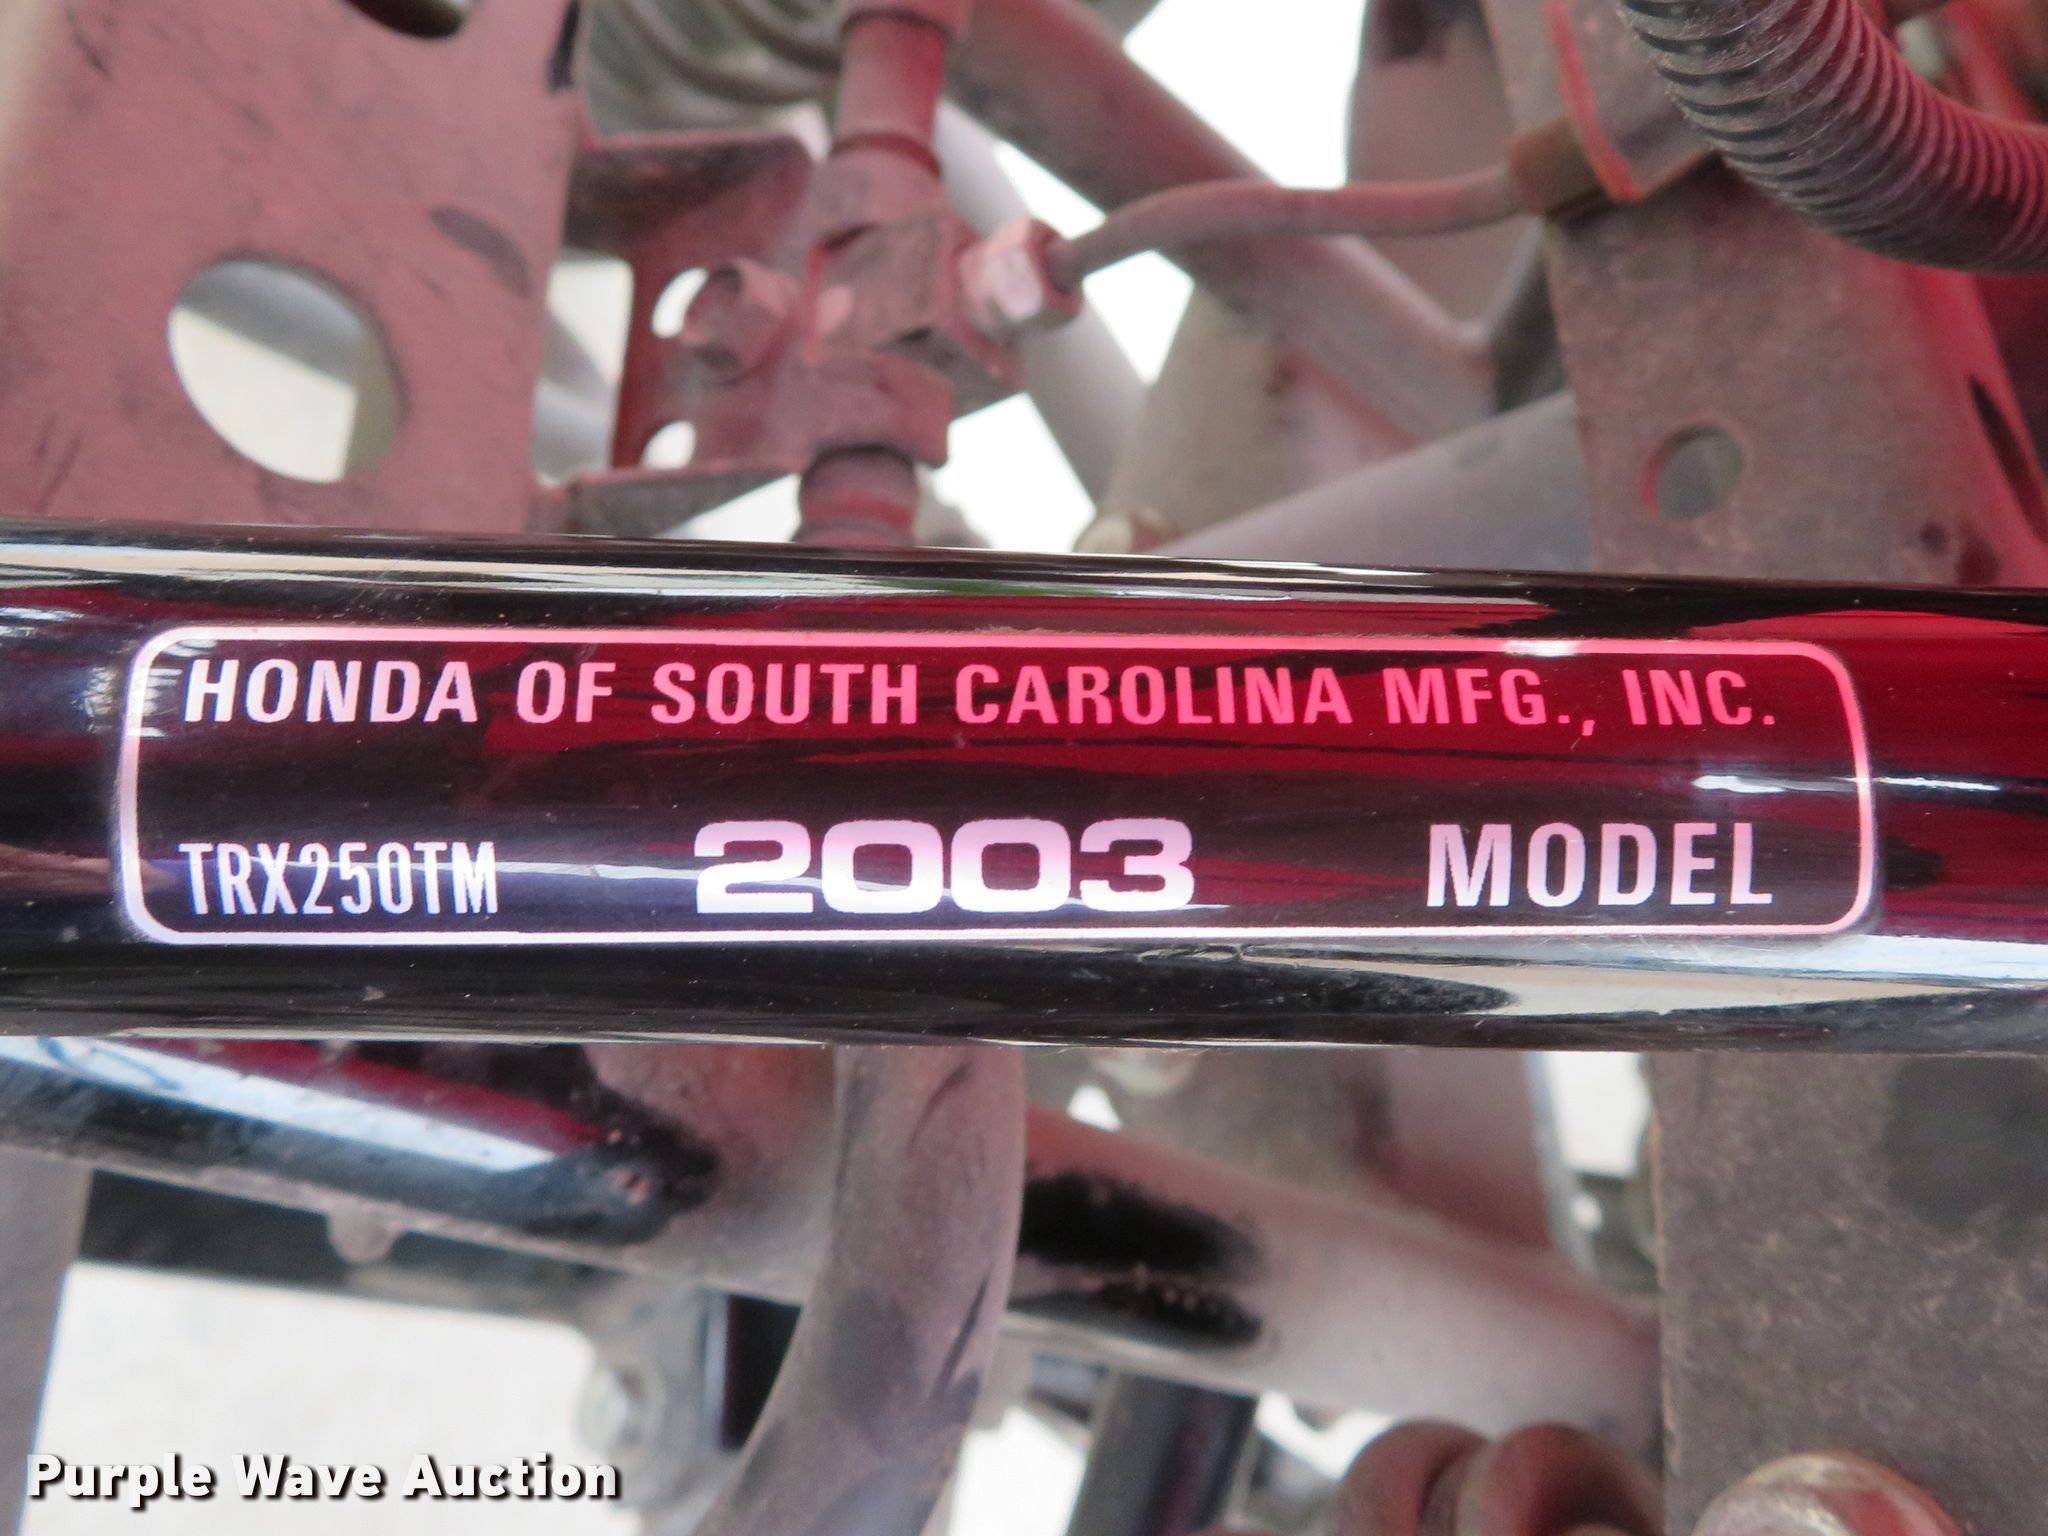 HONDA OF SOUTH CAROLINA MFG., INC.
TRX250TM 2003 MODEL
Purple Wave Auction